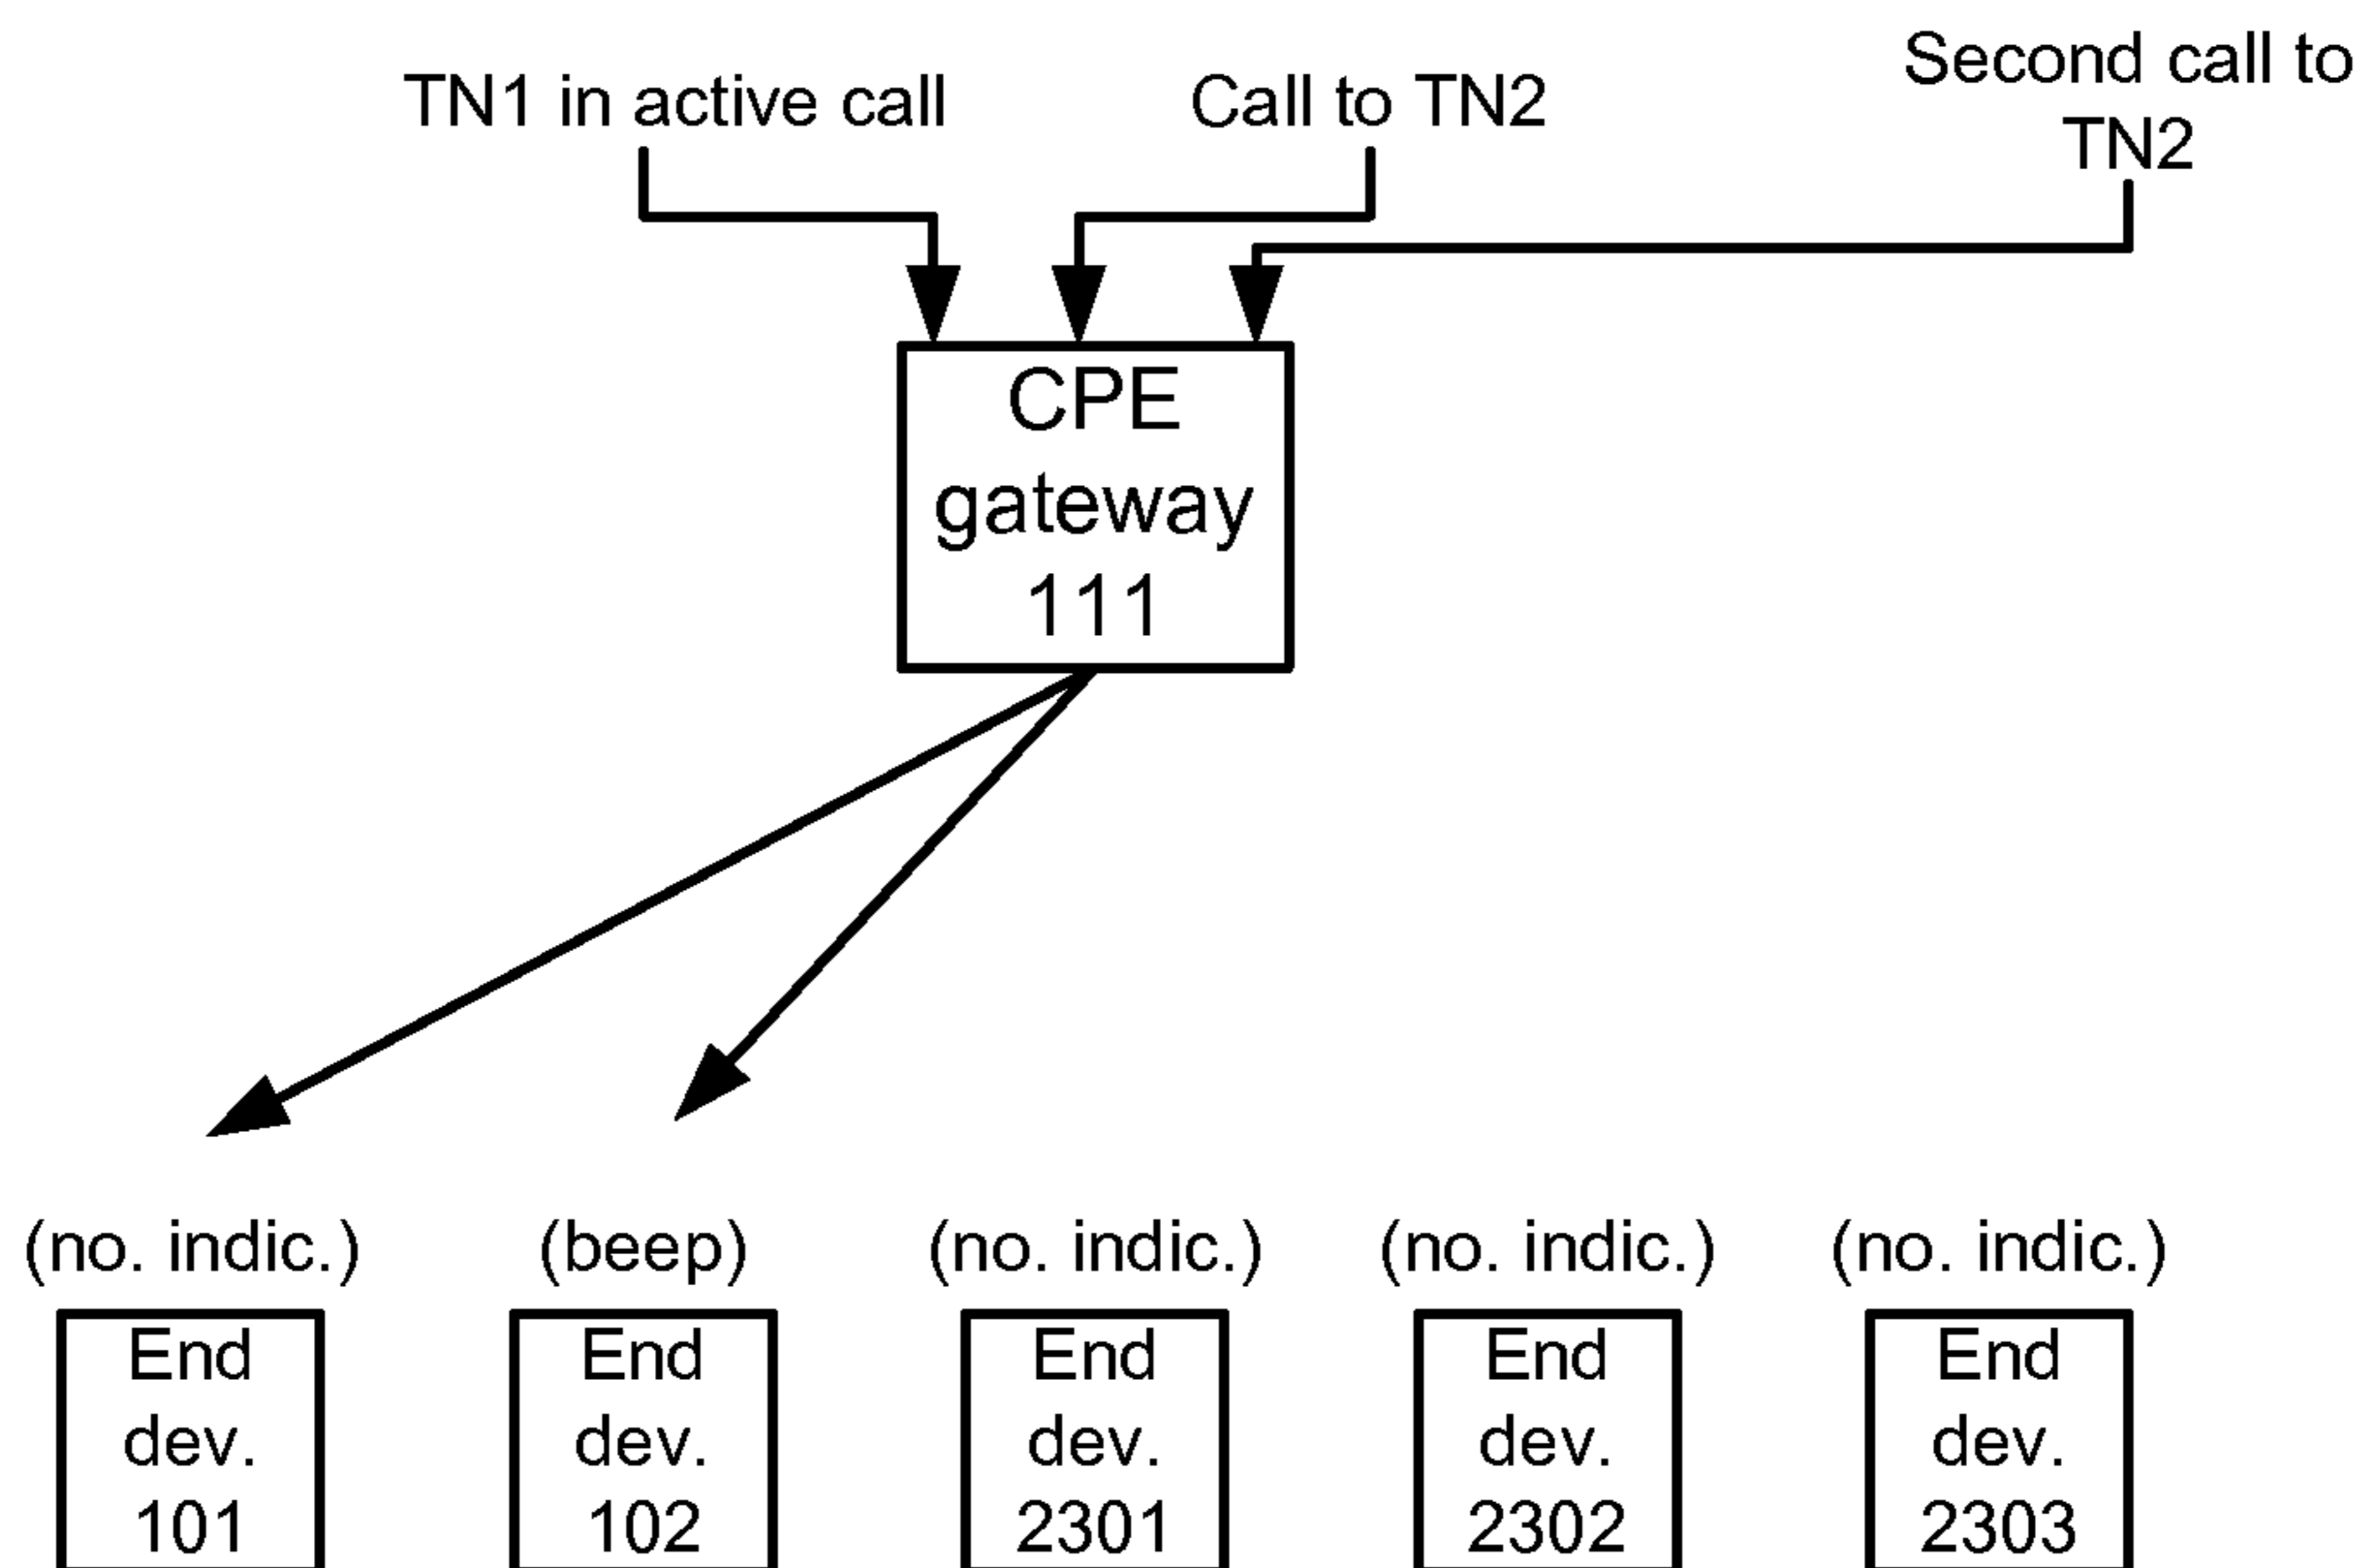 TN1 in active call
Call to TN2
Second call to
TN2
CPE
gateway
111
(no. indic.)
(beep)
(no. indic.)
(no. indic.)
(no. indic.)
End
dev.
101
End
dev.
102
End
dev.
2301
End
dev.
2302
End
dev.
2303